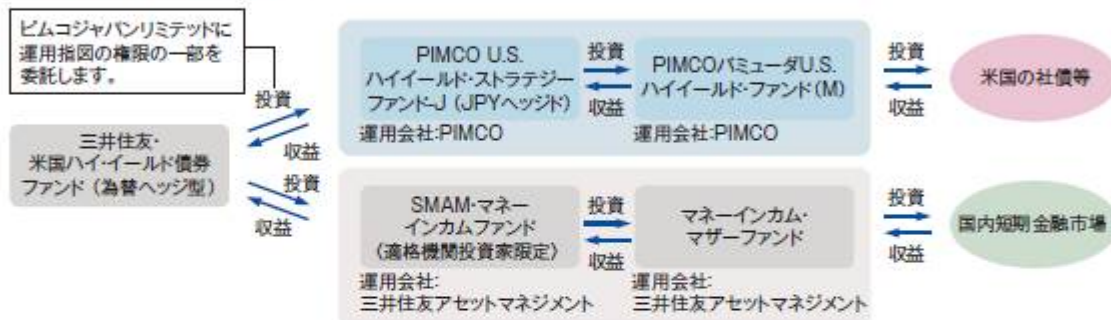 ピムコジャパンリミテッドに
運用指図の権限の一部を
委託します。
投資
収益
三井住友・
米国ハイ・イールド債券
ファンド（為替ヘッジ型）
投資
収益
PIMCO U.S.
ハイイールド・ストラテジー
ファンド-J（JPYヘッジド）
運用会社:PIMCO
投資
収益
PIMCOバミューダU.S.
ハイイールド・ファンド（M）
運用会社:PIMCO
投資
収益
米国の社債等
SMAM・マネー
インカムファンド
（適格機関投資家限定）
運用会社:
三井住友アセットマネジメント
投資
収益
マネーインカム・
マザーファンド
運用会社:
三井住友アセットマネジメント
投資
収益
国内短期金融市場